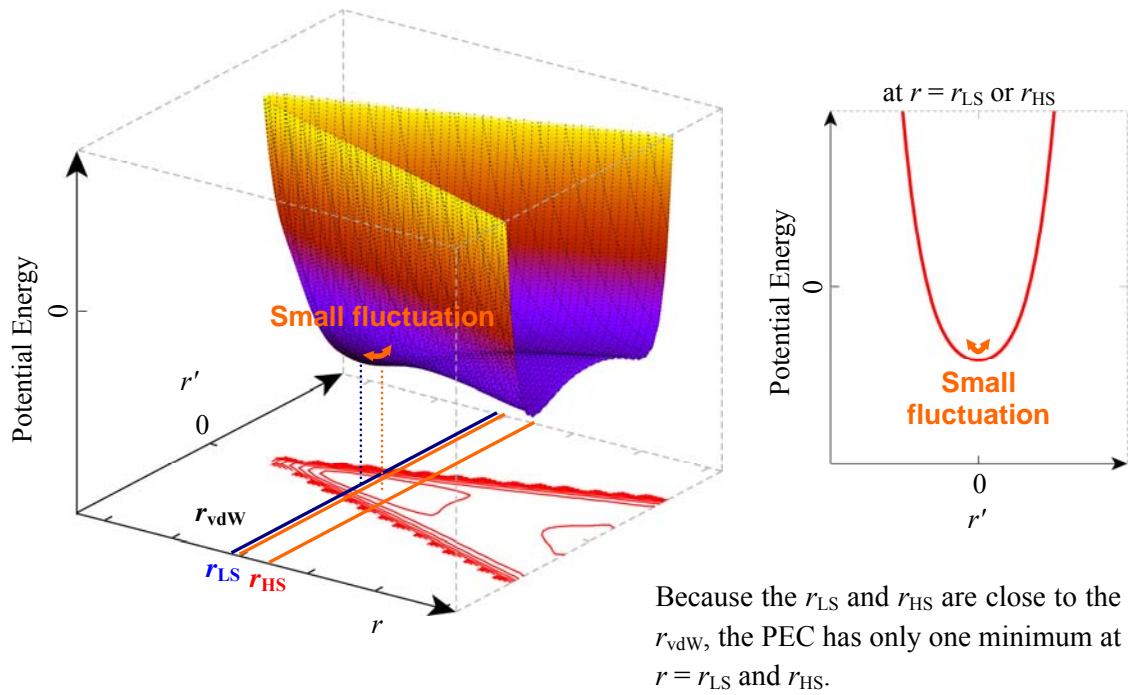 at r = rLS or rHS
Potential Energy
0
Small fluctuation
r′
0
rvdW
rLS
rHS
r
Potential Energy
0
Small
fluctuation
0
r′
Because the rLS and rHS are close to the
rvdW, the PEC has only one minimum at
r = rLS and rHS.